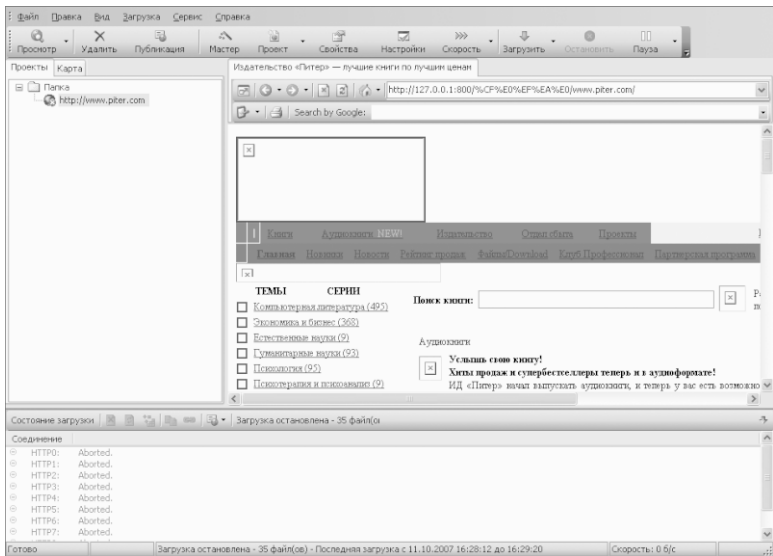 Файл Правка Вид Загрузка Сервис Справка
Просмотр Удалить Публикация Мастер Проект Свойства Настройки Скорость Загрузить Остановить Пауза
Проекты Карта
Издательство «Питер» — лучшие книги по лучшим ценам
Папка
http://www.piter.com
http://127.0.0.1:800/%CF%E0%EF%EA%E0/www.piter.com/
Search by Google:
Книги Аудиокниги NEW! Издательство Отдел сбыта Проекты
Главная Новинки Новости Рейтинг продаж Файлы/Download Клуб Профессионал Партнерская программа
ТЕМЫ СЕРИИ
Компьютерная литература (495)
Экономика и бизнес (368)
Естественные науки (9)
Гуманитарные науки (93)
Психология (95)
Психотерапия и психоанализ (9)
Поиск книги:
Аудиокниги
Услышь свою книгу!
Хиты продаж и супербестселлеры теперь и в аудиоформате!
ИД «Питер» начал выпускать аудиокниги, и теперь у вас есть возможно
Состояние загрузки Загрузка остановлена - 35 файл(ов
Соединение
HTTP0: Aborted.
HTTP1: Aborted.
HTTP2: Aborted.
HTTP3: Aborted.
HTTP4: Aborted.
HTTP5: Aborted.
HTTP6: Aborted.
HTTP7: Aborted.
Готово Загрузка остановлена - 35 файл(ов) - Последняя загрузка с 11.10.2007 16:28:12 до 16:29:20 Скорость: 0 б/с